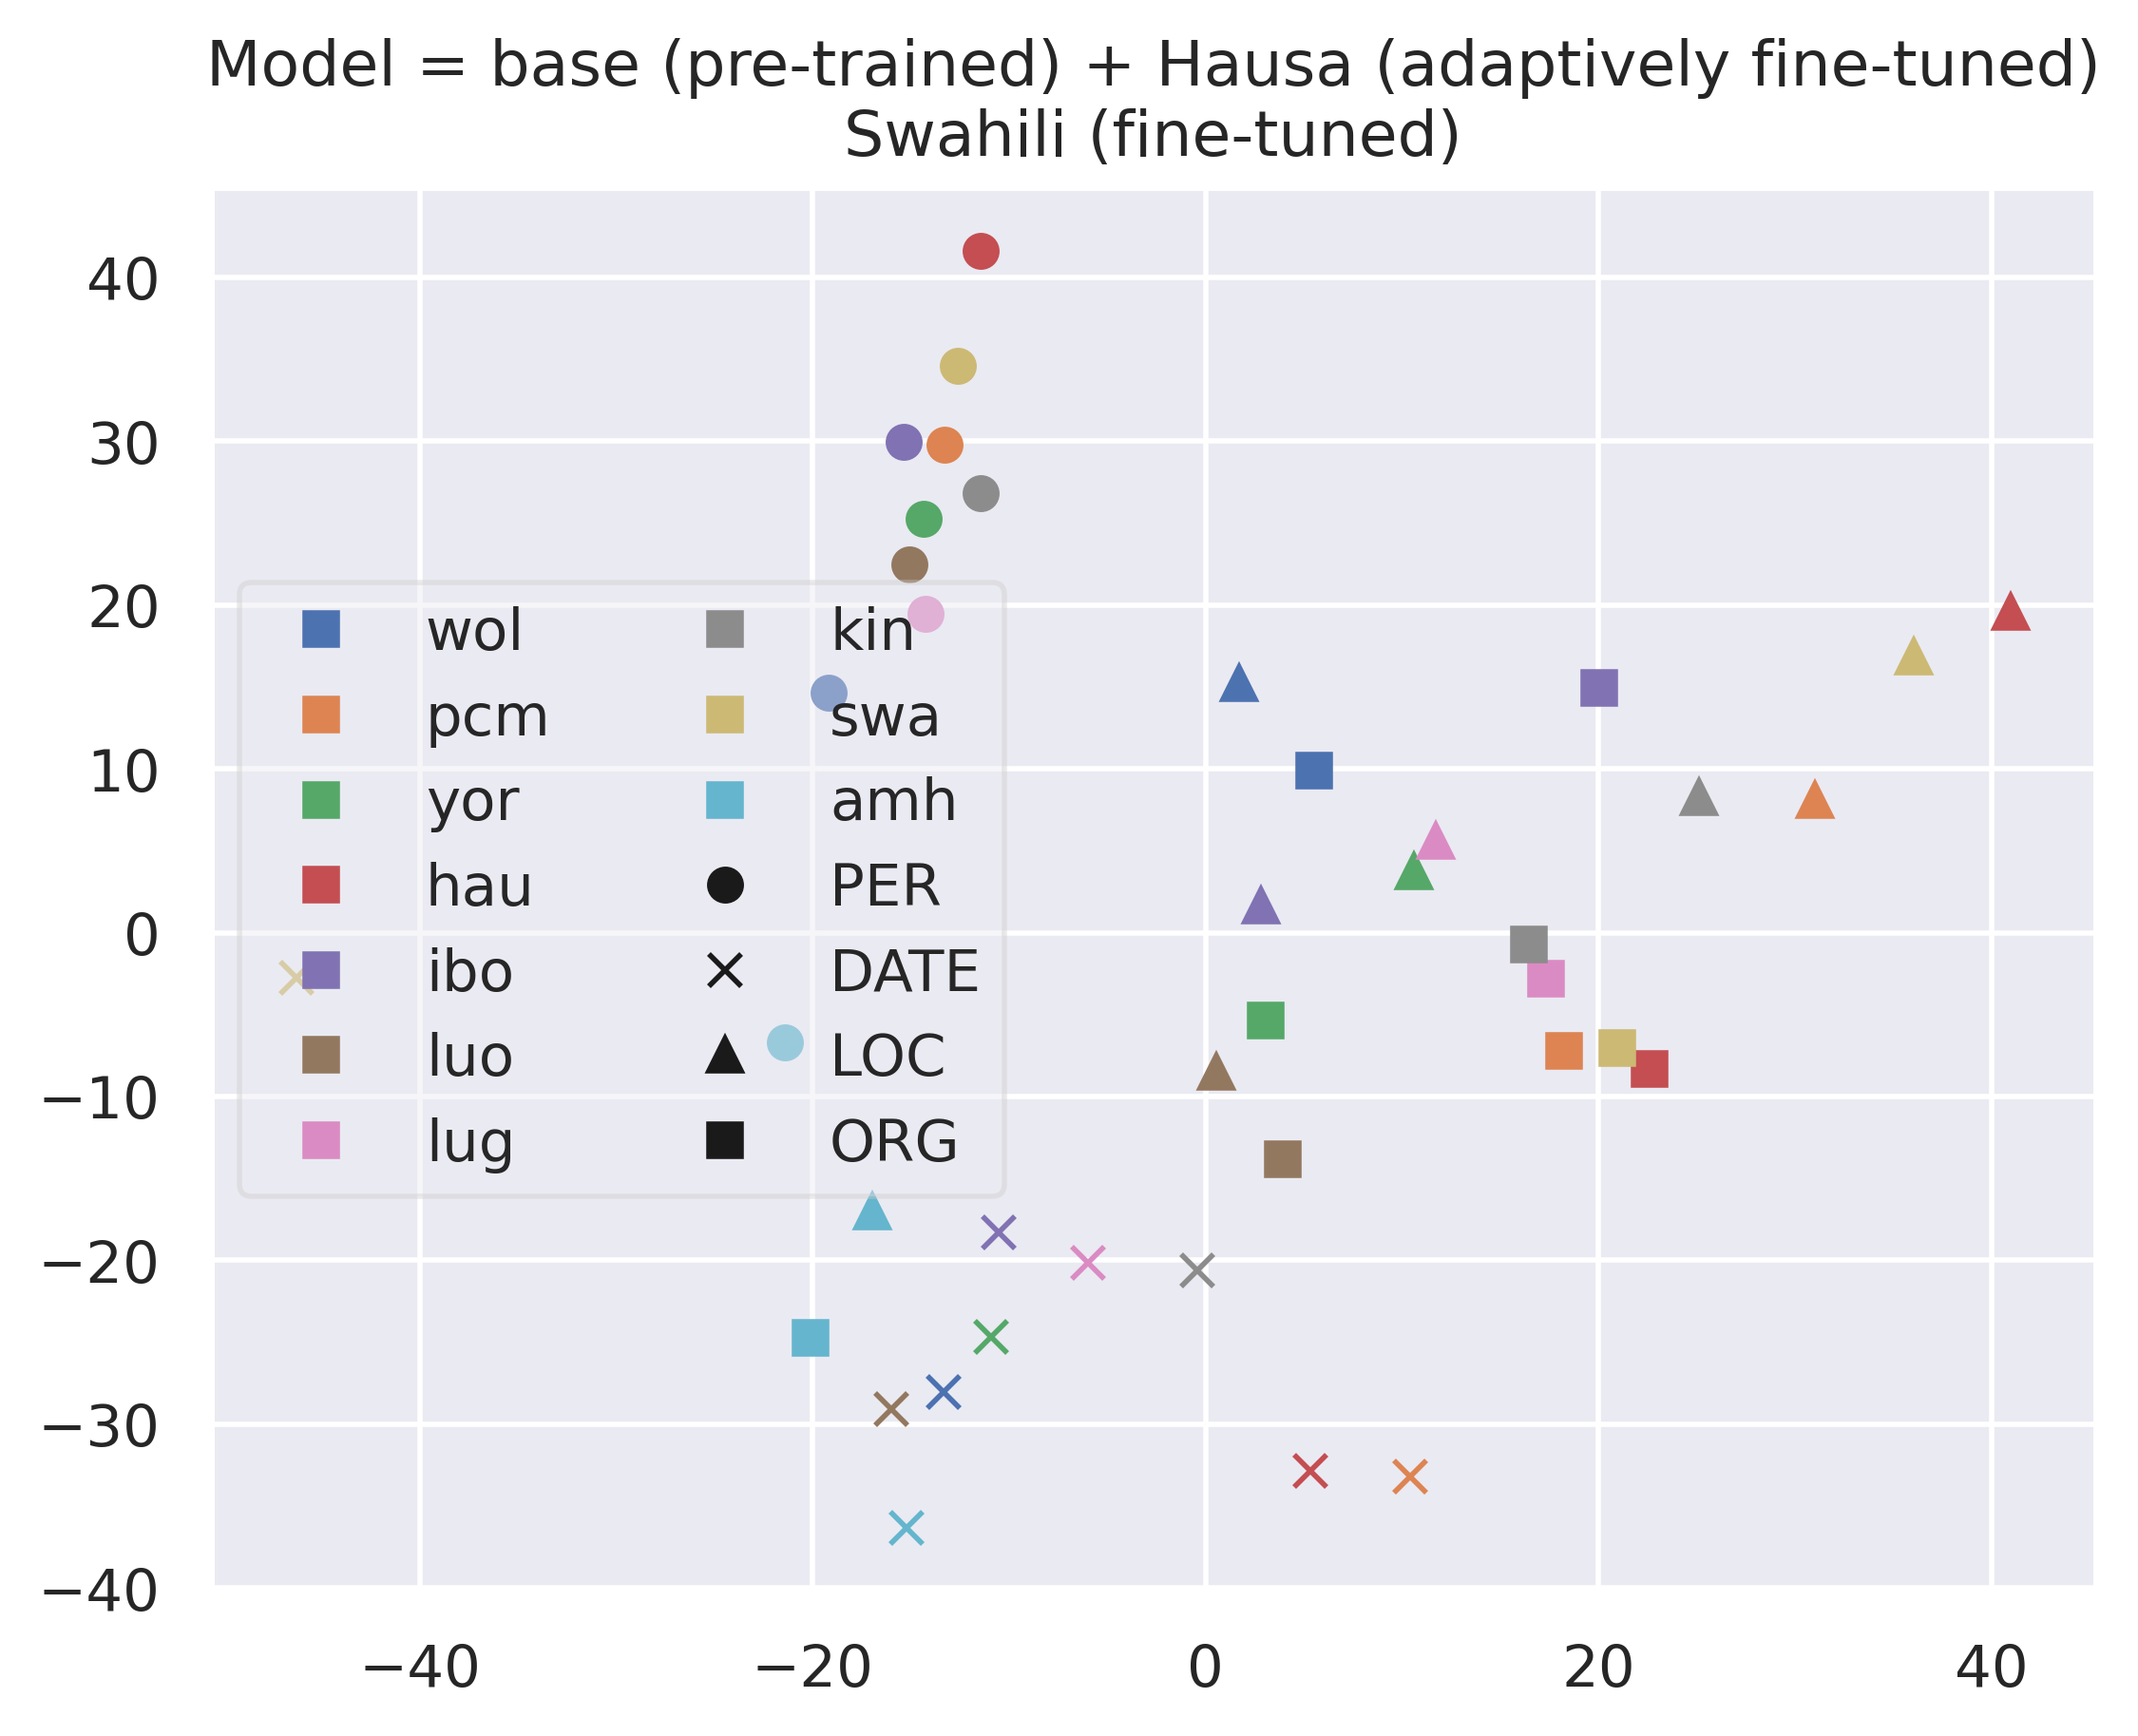 Model = base (pre-trained) + Hausa (adaptively fine-tuned)
Swahili (fine-tuned)
40
30
20
10
0
−10
−20
−30
−40
wol
pcm
yor
hau
ibo
luo
lug
kin
swa
amh
PER
DATE
LOC
ORG
−40
−20
0
20
40